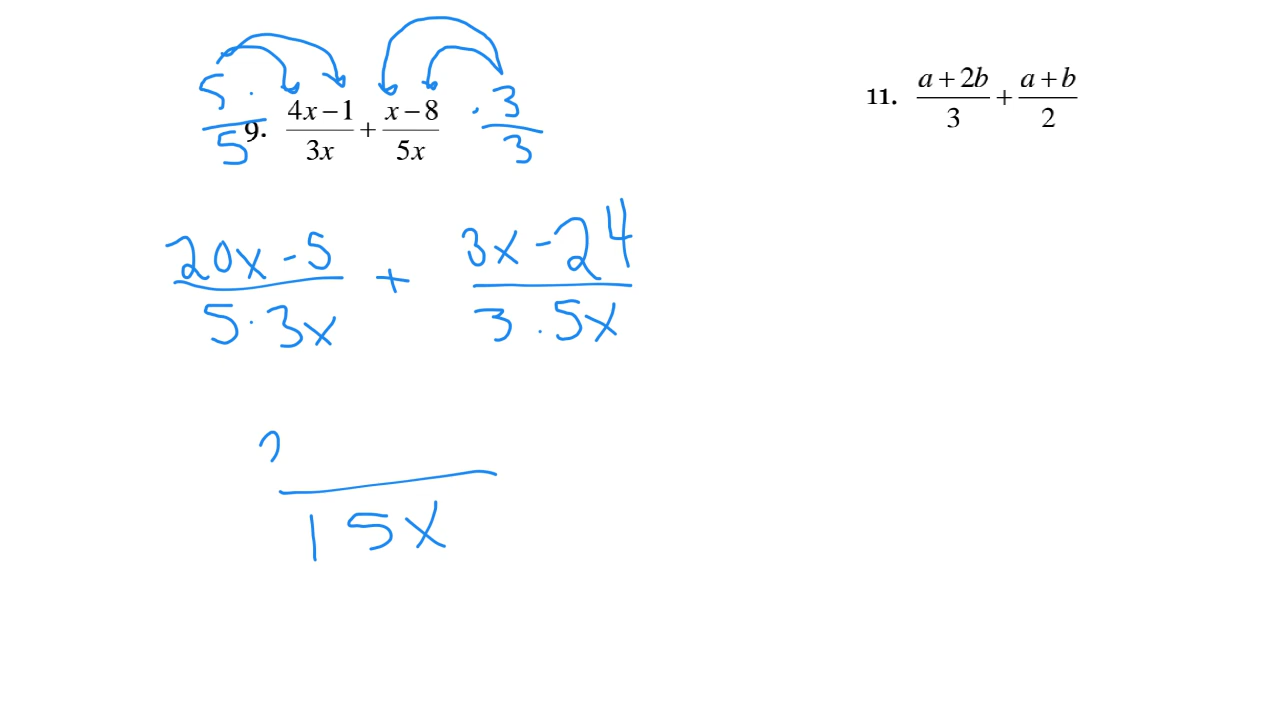 5/5 · 9. (4x − 1)/(3x) + (x − 8)/(5x) · 3/3
(20x - 5)/(5 · 3x) + (3x - 24)/(3 · 5x)
2/(15x)
11. (a + 2b)/3 + (a + b)/2